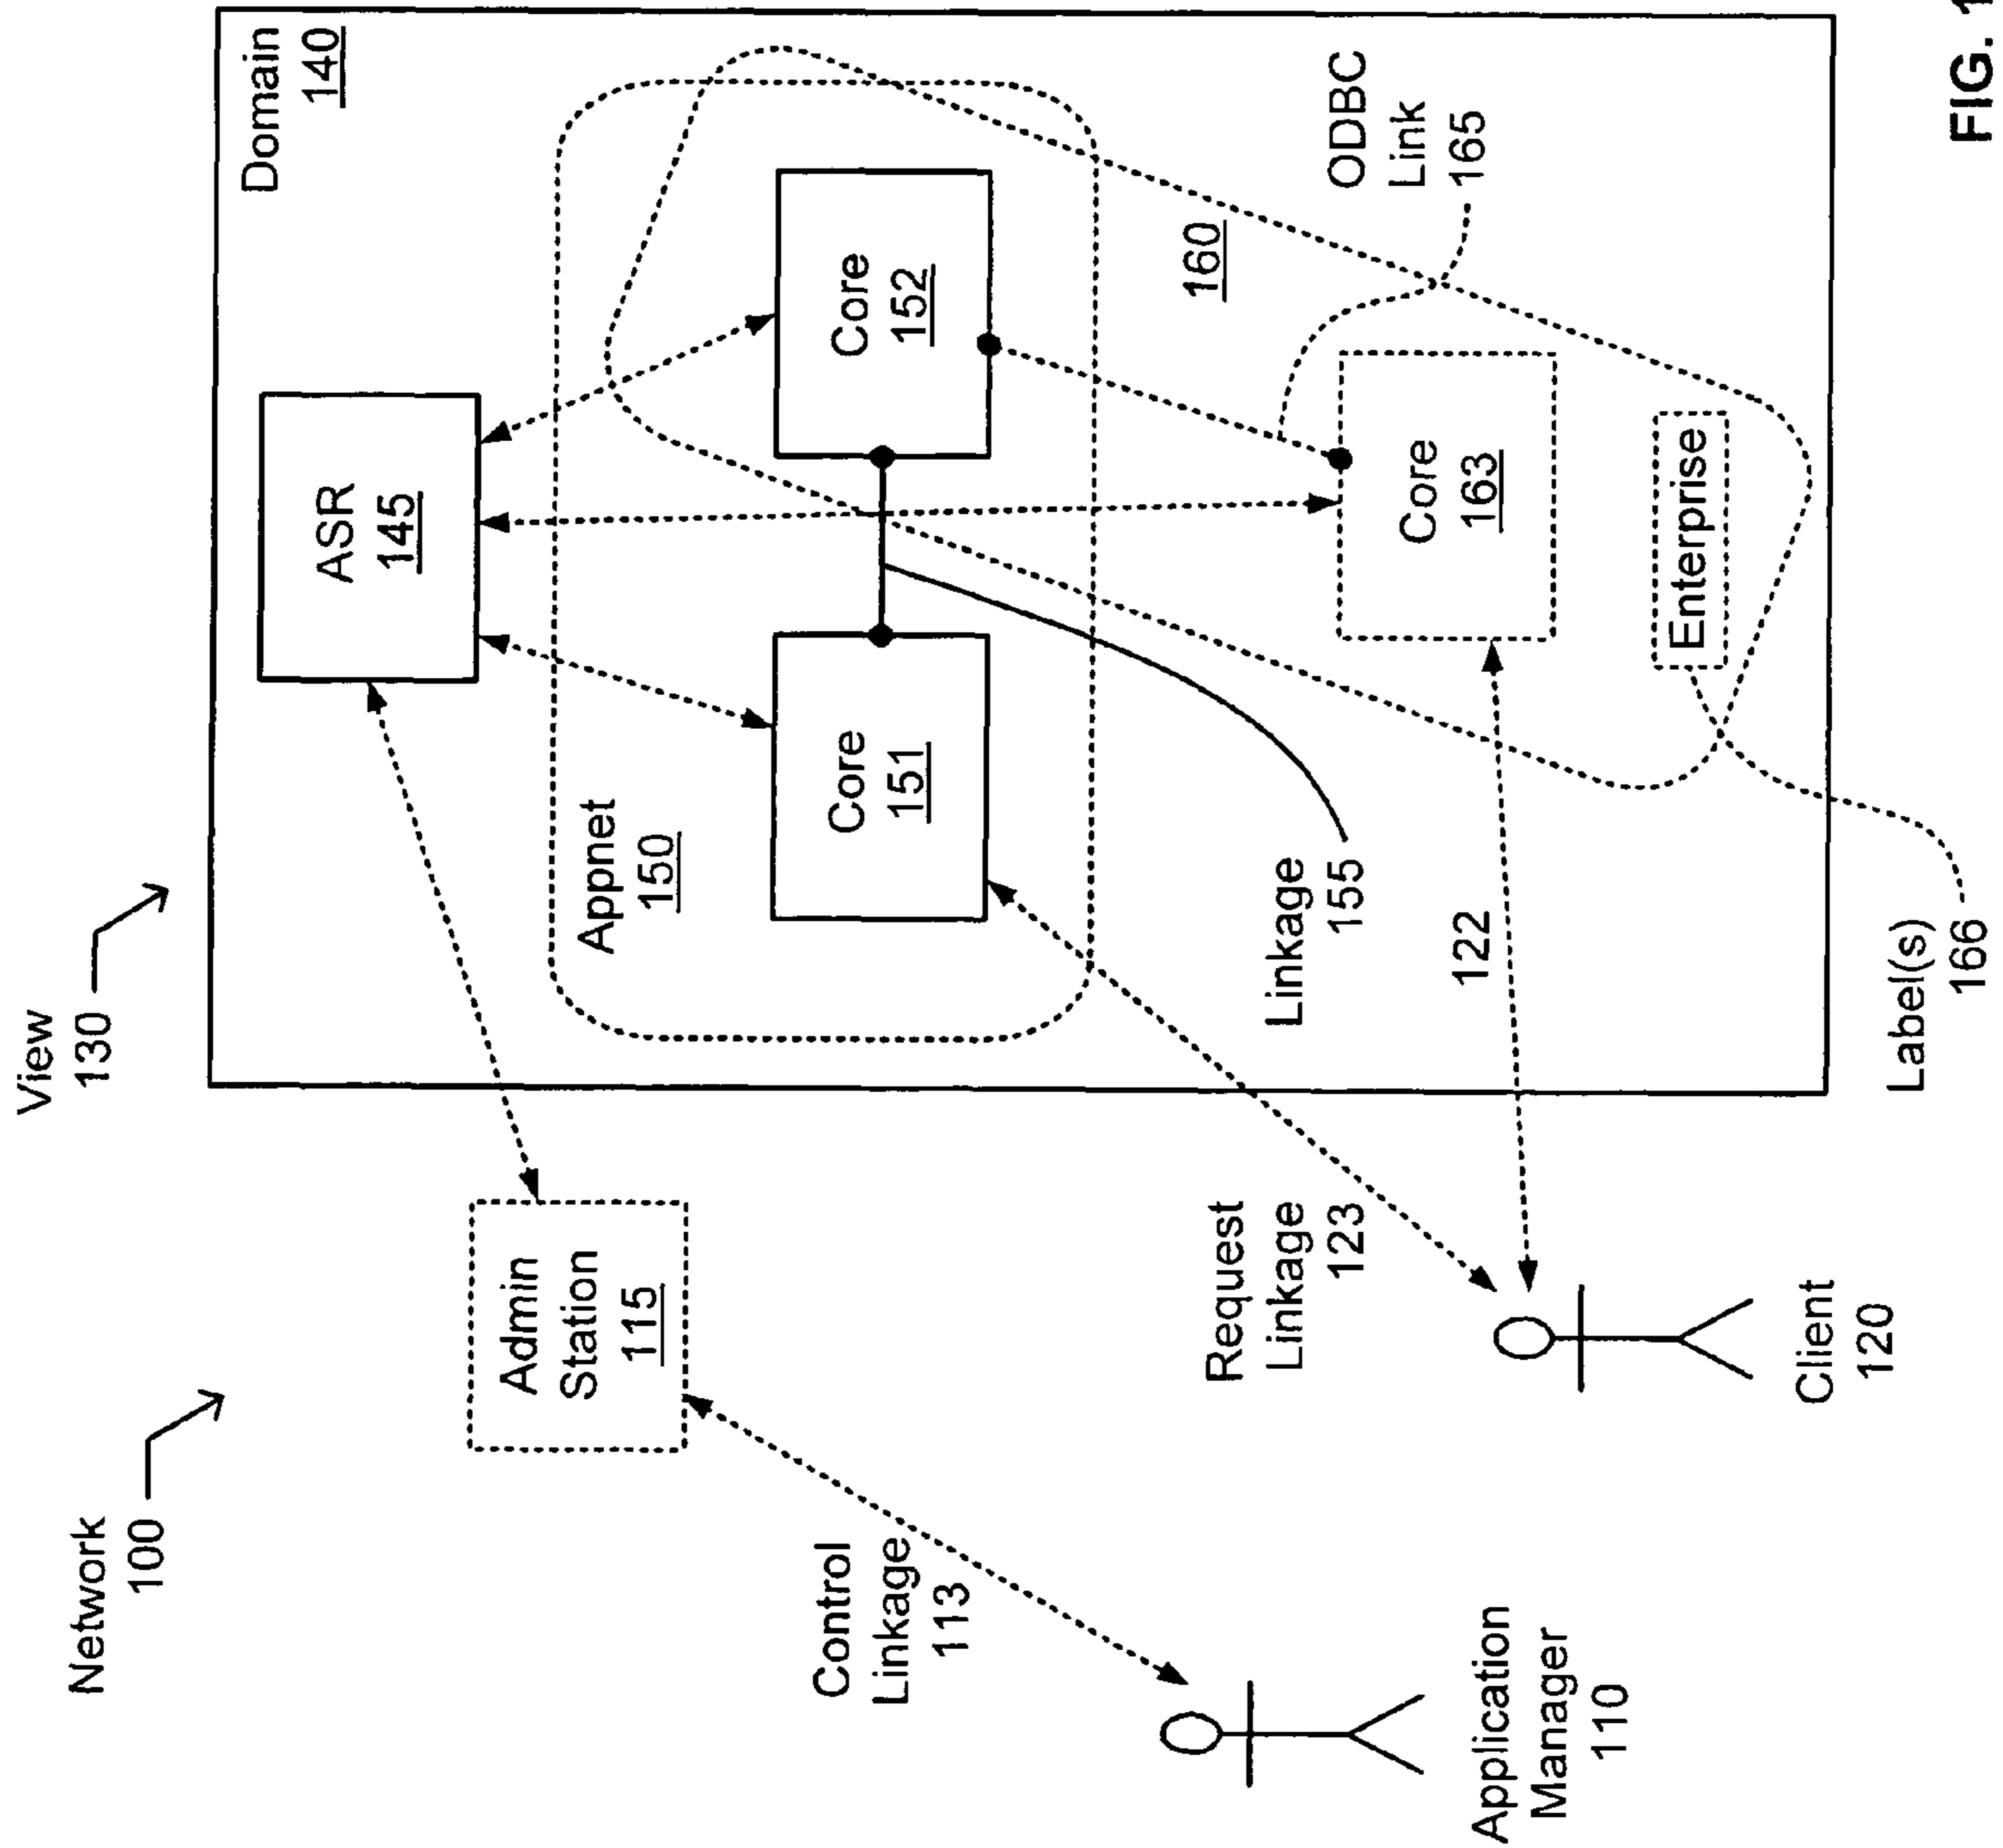 Network
100
View
130
Domain
140
ASR
145
Admin
Station
115
Appnet
150
Core
151
Core
152
Control
Linkage
113
Request
Linkage
123
Linkage
155
160
ODBC
Link
165
Core
163
122
Enterprise
Application
Manager
110
Client
120
Label(s)
166
FIG. 1